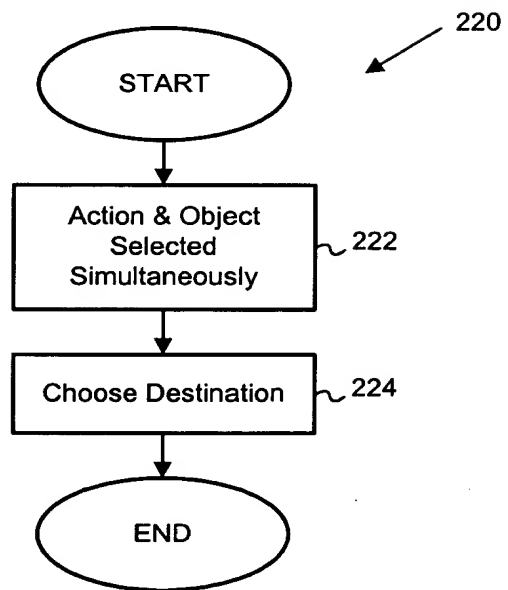 220
START
Action & Object
Selected
Simultaneously
222
Choose Destination
224
END